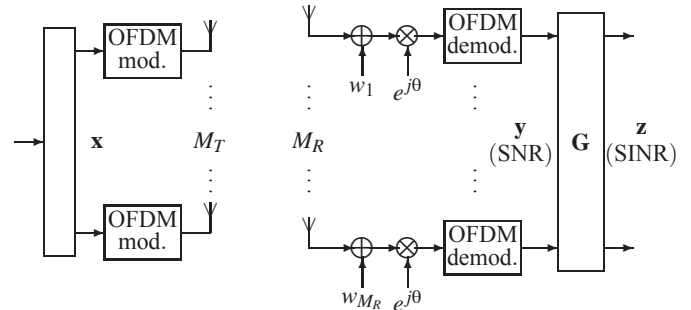 OFDM
mod.
x
OFDM
mod.
⋮
M_T
⋮
⋮
M_R
⋮
w_1
e^{jθ}
OFDM
demod.
⋮
⋮
w_{M_R}
e^{jθ}
OFDM
demod.
y
(SNR)
G
z
(SINR)